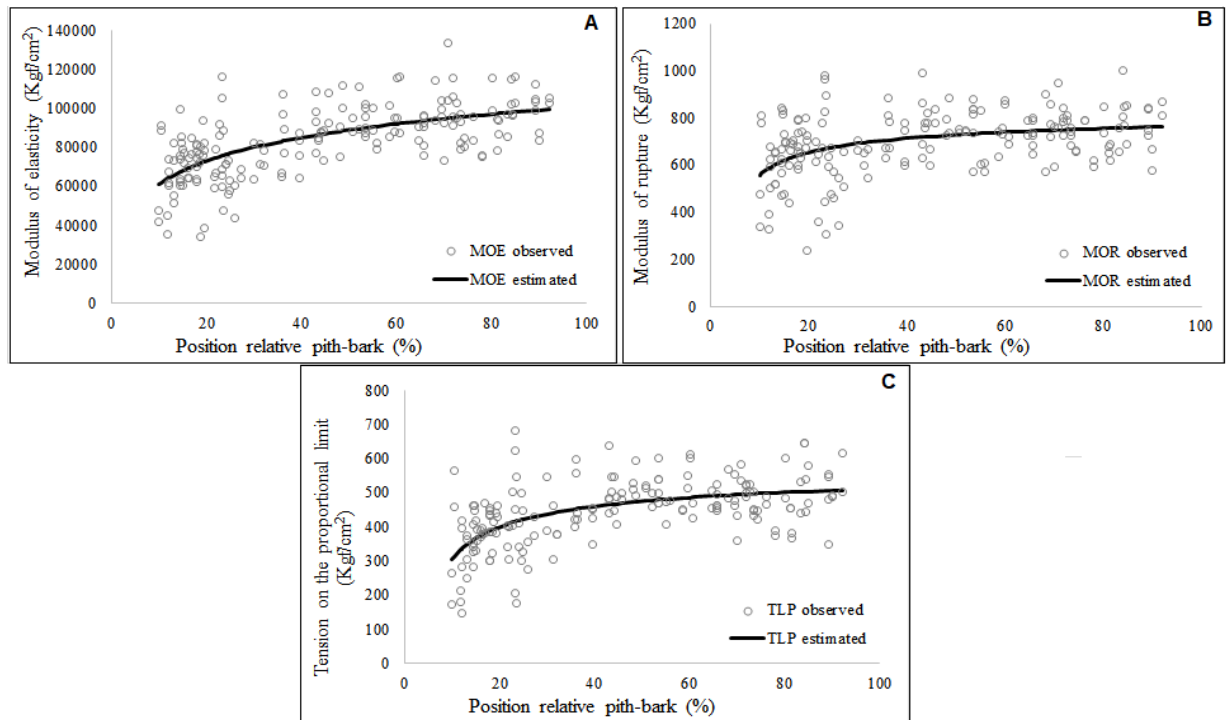 A
Modulus of elasticity (Kgf/cm²)
140000
120000
100000
80000
60000
40000
20000
0
MOE observed
MOE estimated
0 20 40 60 80 100
Position relative pith-bark (%)
B
Modulus of rupture (Kgf/cm²)
1200
1000
800
600
400
200
0
MOR observed
MOR estimated
0 20 40 60 80 100
Position relative pith-bark (%)
C
Tension on the proportional limit
(Kgf/cm²)
800
700
600
500
400
300
200
100
0
TLP observed
TLP estimated
0 20 40 60 80 100
Position relative pith-bark (%)